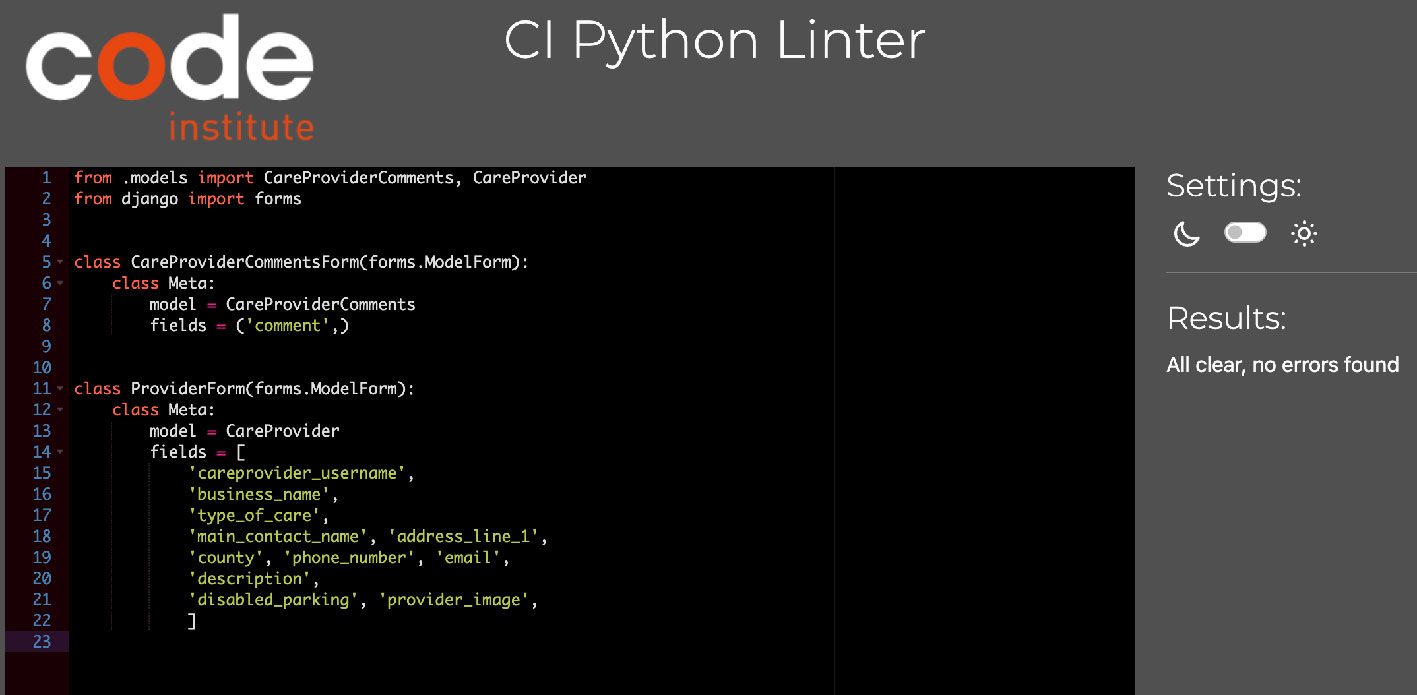 code
institute
CI Python Linter
1 from .models import CareProviderComments, CareProvider
2 from django import forms
3
4
5 class CareProviderCommentsForm(forms.ModelForm):
6     class Meta:
7         model = CareProviderComments
8         fields = ('comment',)
9
10
11 class ProviderForm(forms.ModelForm):
12     class Meta:
13         model = CareProvider
14         fields = [
15             'careprovider_username',
16             'business_name',
17             'type_of_care',
18             'main_contact_name', 'address_line_1',
19             'county', 'phone_number', 'email',
20             'description',
21             'disabled_parking', 'provider_image',
22             ]
23
Settings:
Results:
All clear, no errors found